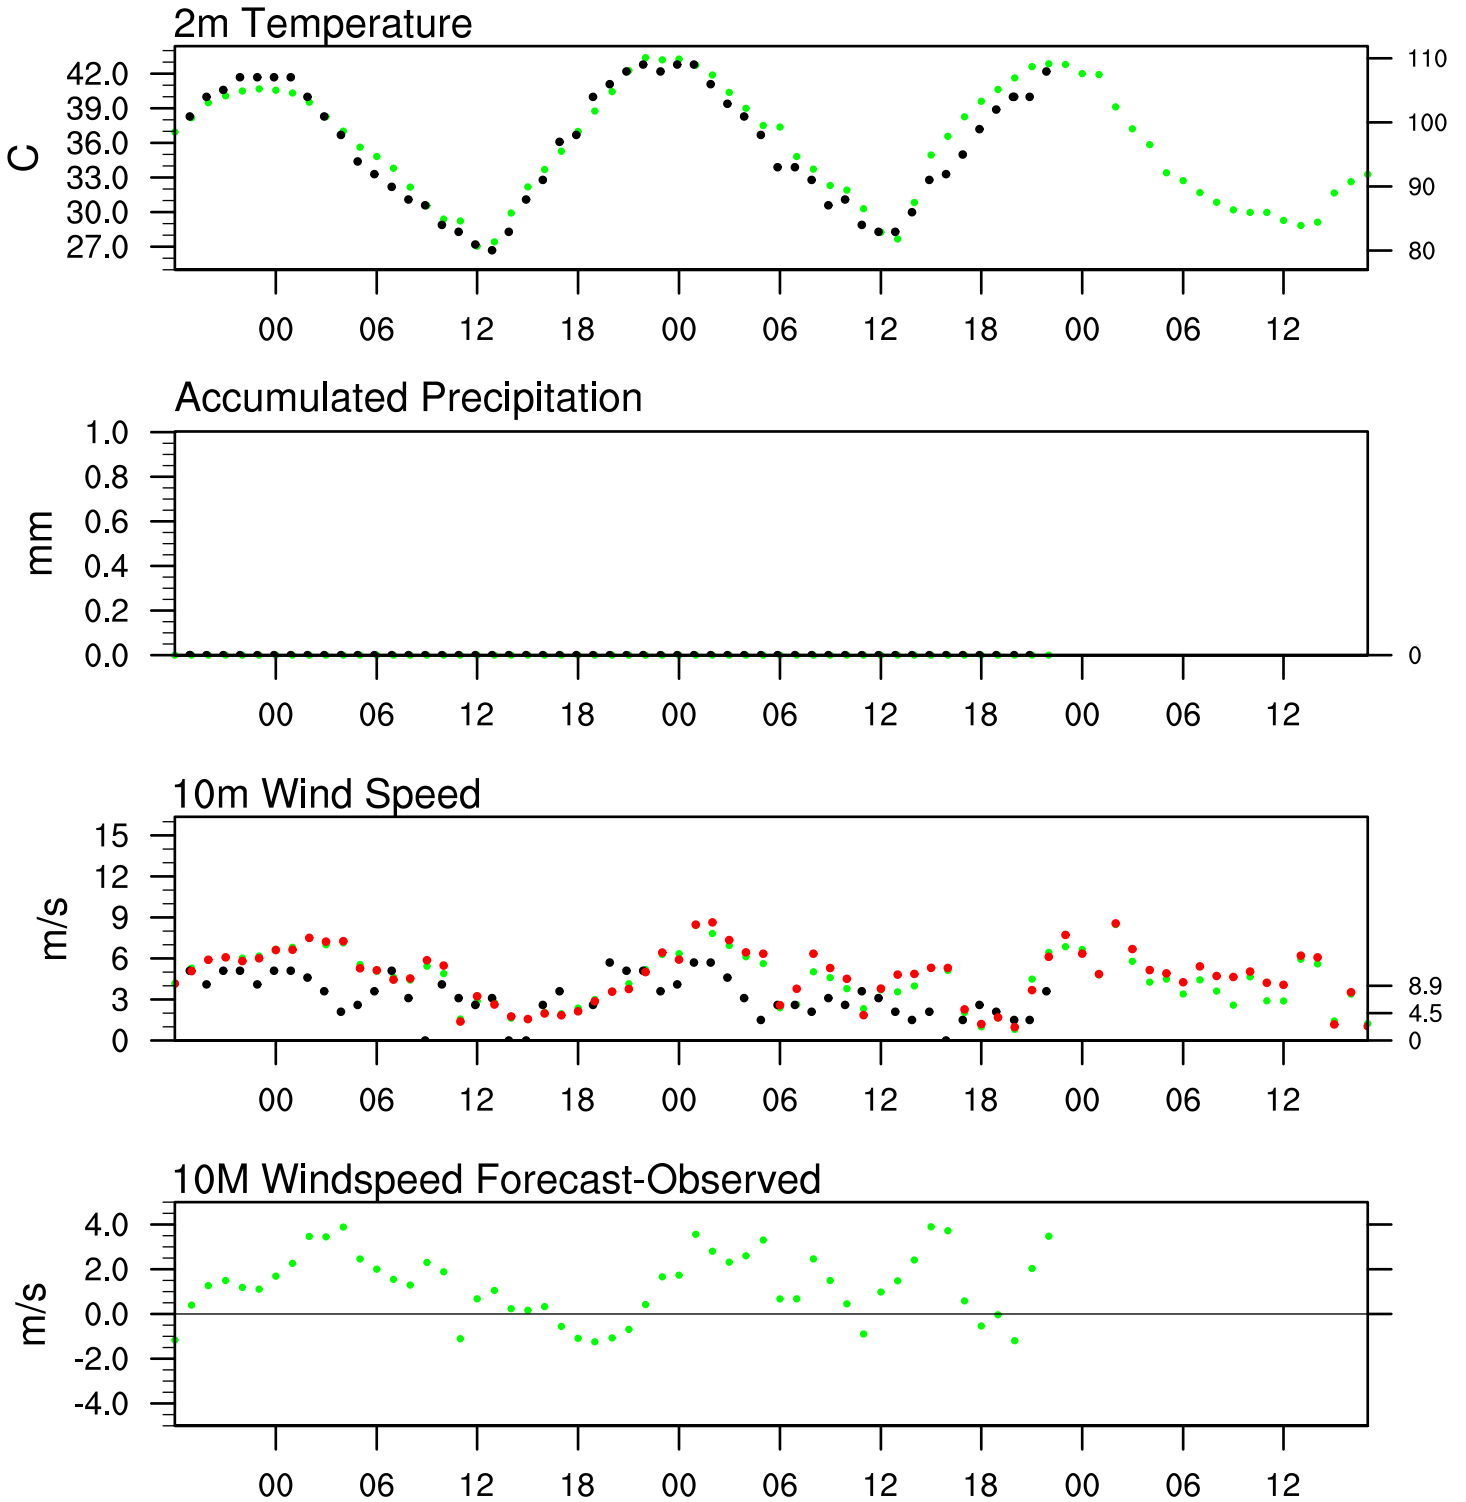 2m Temperature
C
42.0
39.0
36.0
33.0
30.0
27.0
110
100
90
80
00 06 12 18 00 06 12 18 00 06 12
Accumulated Precipitation
mm
1.0
0.8
0.6
0.4
0.2
0.0
0
00 06 12 18 00 06 12 18 00 06 12
10m Wind Speed
m/s
15
12
9
6
3
0
8.9
4.5
0
00 06 12 18 00 06 12 18 00 06 12
10M Windspeed Forecast-Observed
m/s
4.0
2.0
0.0
-2.0
-4.0
00 06 12 18 00 06 12 18 00 06 12